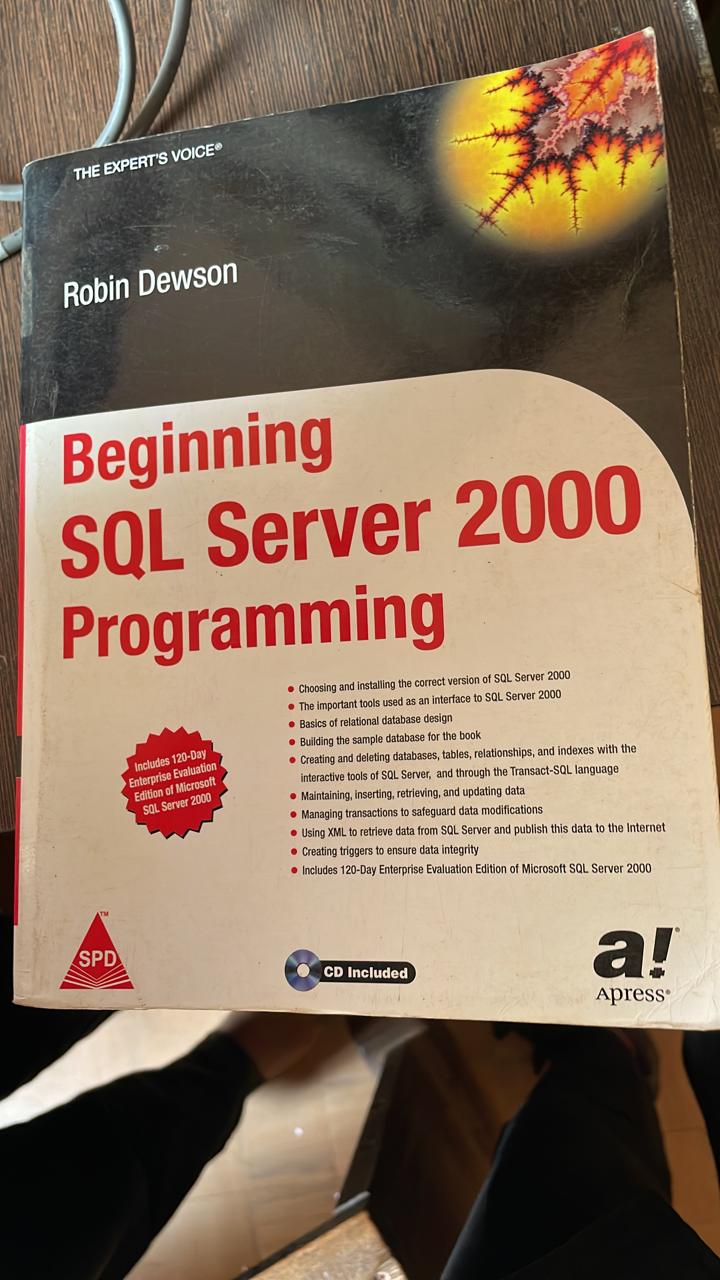 THE EXPERT'S VOICE®
Robin Dewson
Beginning
SQL Server 2000
Programming
• Choosing and installing the correct version of SQL Server 2000
• The important tools used as an interface to SQL Server 2000
• Basics of relational database design
• Building the sample database for the book
• Creating and deleting databases, tables, relationships, and indexes with the
interactive tools of SQL Server, and through the Transact-SQL language
• Maintaining, inserting, retrieving, and updating data
• Managing transactions to safeguard data modifications
• Using XML to retrieve data from SQL Server and publish this data to the Internet
• Creating triggers to ensure data integrity
• Includes 120-Day Enterprise Evaluation Edition of Microsoft SQL Server 2000
Includes 120-Day
Enterprise Evaluation
Edition of Microsoft
SQL Server 2000
TM
SPD
CD Included
a!®
Apress®